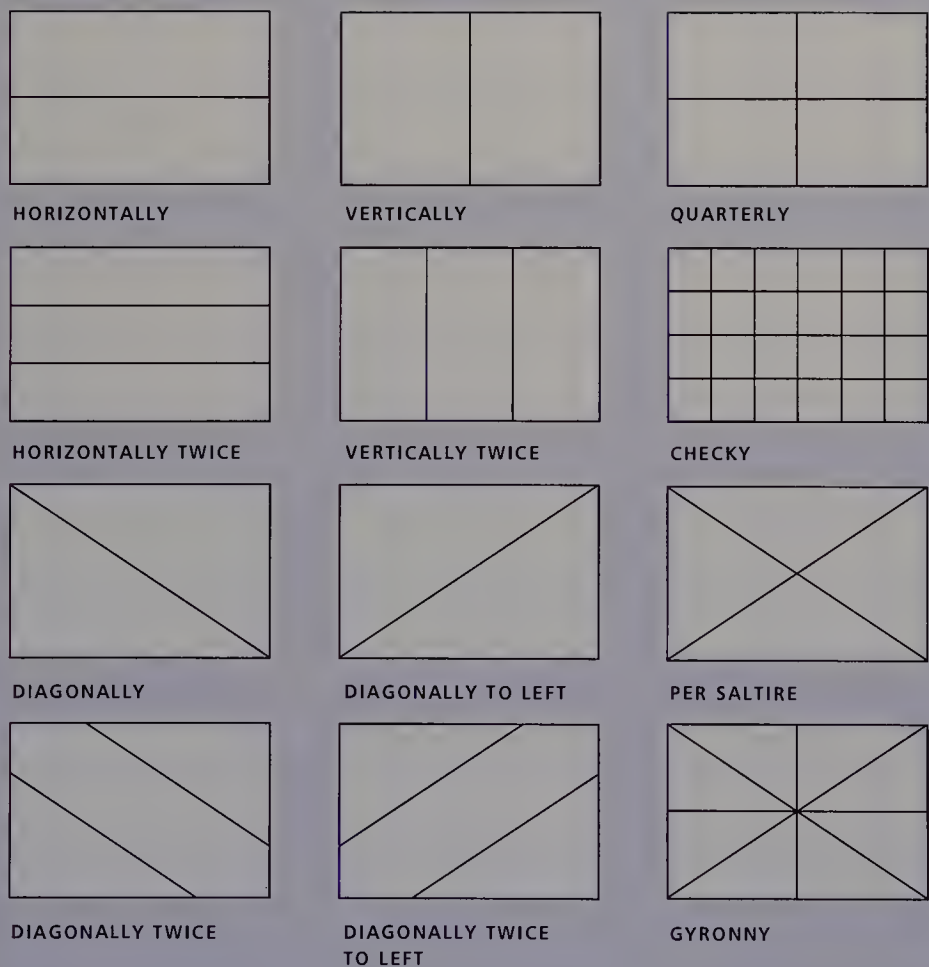 HORIZONTALLY
VERTICALLY
QUARTERLY
HORIZONTALLY TWICE
VERTICALLY TWICE
CHECKY
DIAGONALLY
DIAGONALLY TO LEFT
PER SALTIRE
DIAGONALLY TWICE
DIAGONALLY TWICE
TO LEFT
GYRONNY